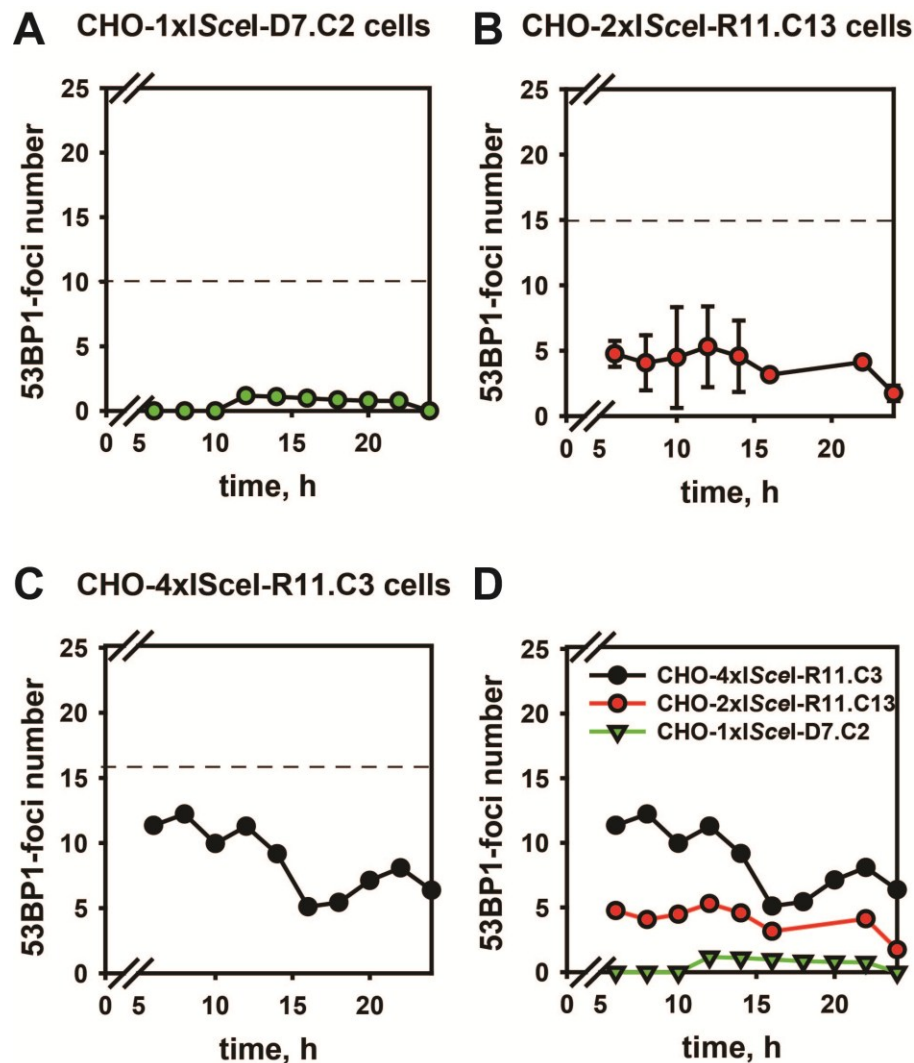 A CHO-1xISceI-D7.C2 cells
53BP1-foci number
25
20
15
10
5
0
0 5 10 15 20
time, h
B CHO-2xISceI-R11.C13 cells
53BP1-foci number
25
20
15
10
5
0
0 5 10 15 20
time, h
C CHO-4xISceI-R11.C3 cells
53BP1-foci number
25
20
15
10
5
0
0 5 10 15 20
time, h
D
53BP1-foci number
25
20
15
10
5
0
CHO-4xISceI-R11.C3
CHO-2xISceI-R11.C13
CHO-1xISceI-D7.C2
0 5 10 15 20
time, h